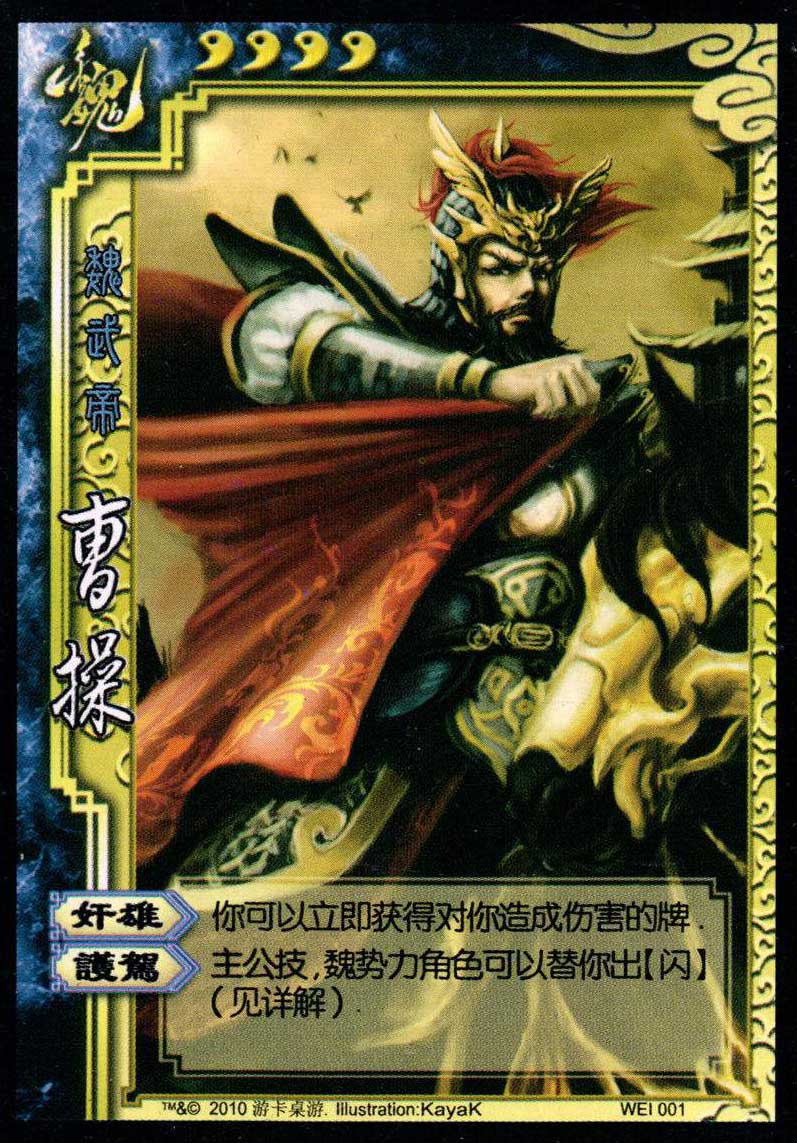 魏
魏武帝
曹操
奸雄
你可以立即获得对你造成伤害的牌.
護駕
主公技,魏势力角色可以替你出【闪】
(见详解).
™&© 2010 游卡桌游. Illustration:KayaK
WEI 001